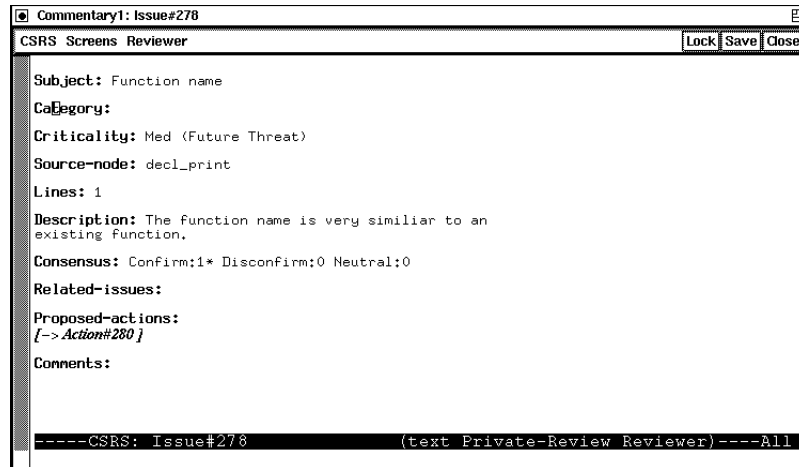 Commentary1: Issue#278
CSRS Screens Reviewer Lock Save Close
Subject: Function name
Category:
Criticality: Med (Future Threat)
Source-node: decl_print
Lines: 1
Description: The function name is very similiar to an
existing function.
Consensus: Confirm:1* Disconfirm:0 Neutral:0
Related-issues:
Proposed-actions:
[-> Action#280 ]
Comments:
-----CSRS: Issue#278 (text Private-Review Reviewer)----All